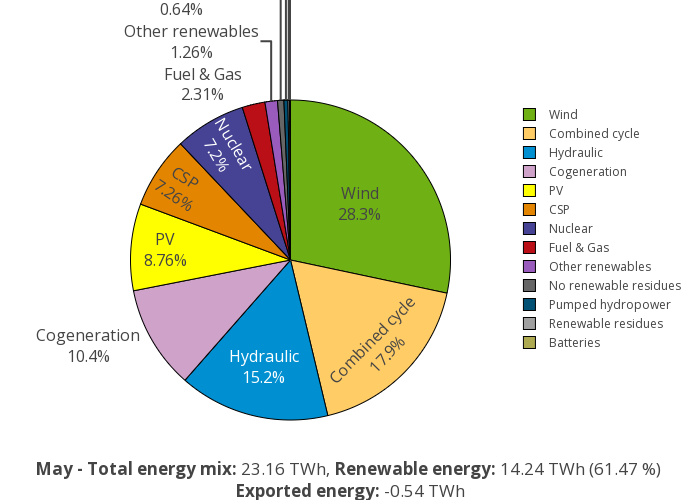 0.64%
Other renewables
1.26%
Fuel & Gas
2.31%
Nuclear
7.2%
CSP
7.26%
PV
8.76%
Cogeneration
10.4%
Hydraulic
15.2%
Combined cycle
17.9%
Wind
28.3%
Wind
Combined cycle
Hydraulic
Cogeneration
PV
CSP
Nuclear
Fuel & Gas
Other renewables
No renewable residues
Pumped hydropower
Renewable residues
Batteries
May - Total energy mix: 23.16 TWh, Renewable energy: 14.24 TWh (61.47 %)
Exported energy: -0.54 TWh